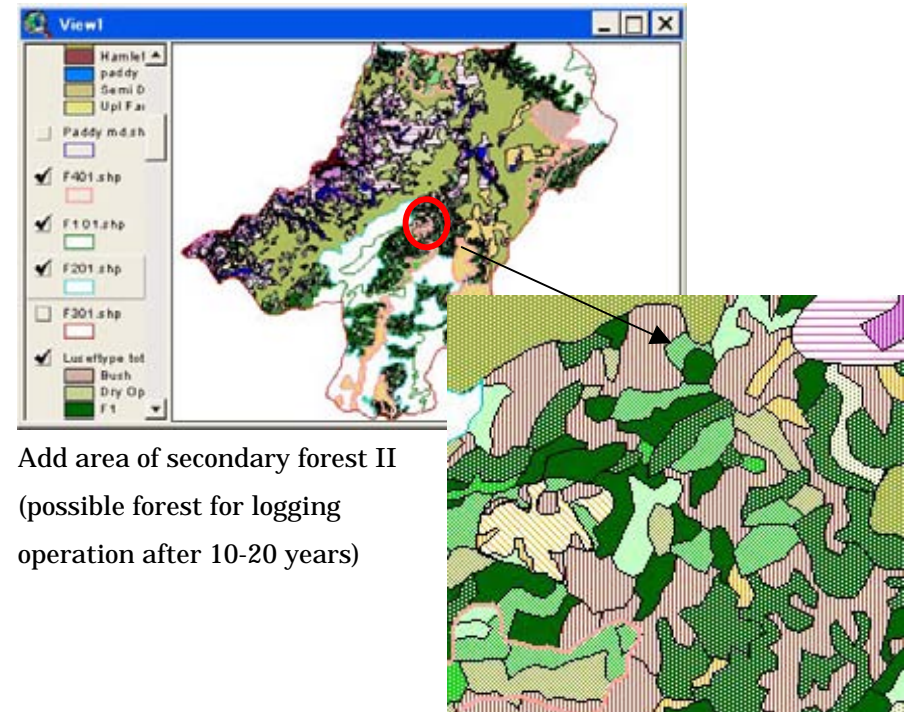 View1
Hamlet
paddy
Semi D
Upl Far
Paddy md.sh
F401.shp
F101.shp
F201.shp
F301.shp
Luseftype tot
Bush
Dry Op
F1
Add area of secondary forest II
(possible forest for logging
operation after 10-20 years)